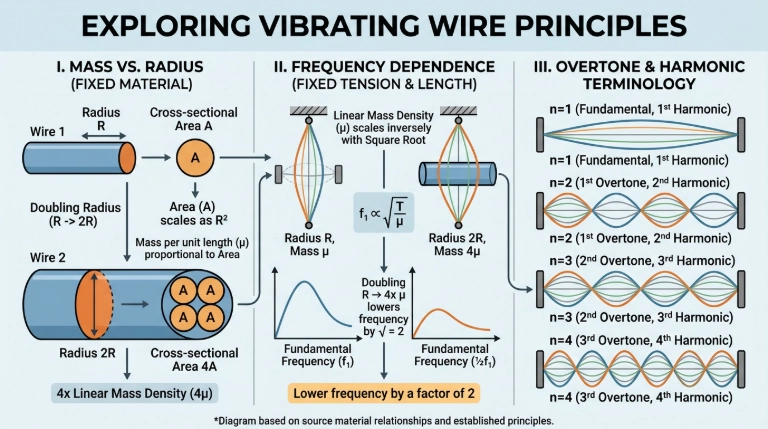 EXPLORING VIBRATING WIRE PRINCIPLES
I. MASS VS. RADIUS
(FIXED MATERIAL)
Radius
R
Wire 1
Cross-sectional
Area A
A
Doubling Radius
(R -> 2R)
Area (A)
scales as R²
Mass per unit length (μ)
proportional to Area
Wire 2
A
A
A
A
Radius 2R
Cross-sectional
Area 4A
4x Linear Mass Density (4μ)
II. FREQUENCY DEPENDENCE
(FIXED TENSION & LENGTH)
Linear Mass Density
(μ) scales inversely
with Square Root
f₁ ∝ √(T/μ)
Radius R,
Mass μ
Radius 2R,
Mass 4μ
Doubling
R → 4x μ
lowers
frequency
by √ = 2
Fundamental
Frequency (f₁)
Fundamental
Frequency (½f₁)
Lower frequency by a factor of 2
III. OVERTONE & HARMONIC
TERMINOLOGY
n=1 (Fundamental, 1st Harmonic)
n=1 (Fundamental, 1st Harmonic)
n=2 (1st Overtone, 2nd Harmonic)
n=2 (1st Overtone, 2nd Harmonic)
n=3 (2nd Overtone, 3rd Harmonic)
n=3 (2nd Overtone, 3rd Harmonic)
n=4 (3rd Overtone, 4th Harmonic)
n=4 (3rd Overtone, 4th Harmonic)
*Diagram based on source material relationships and established principles.